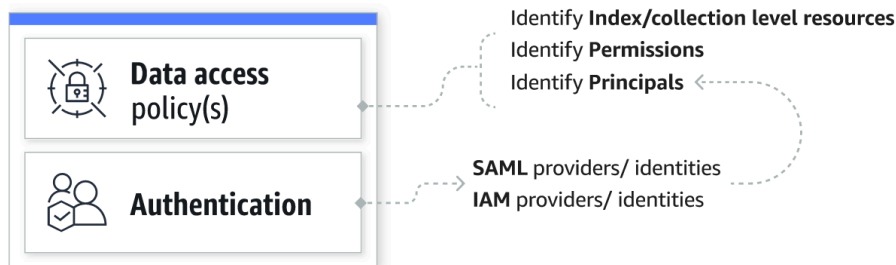 Identify Index/collection level resources
Identify Permissions
Identify Principals
Data access
policy(s)
SAML providers/ identities
IAM providers/ identities
Authentication